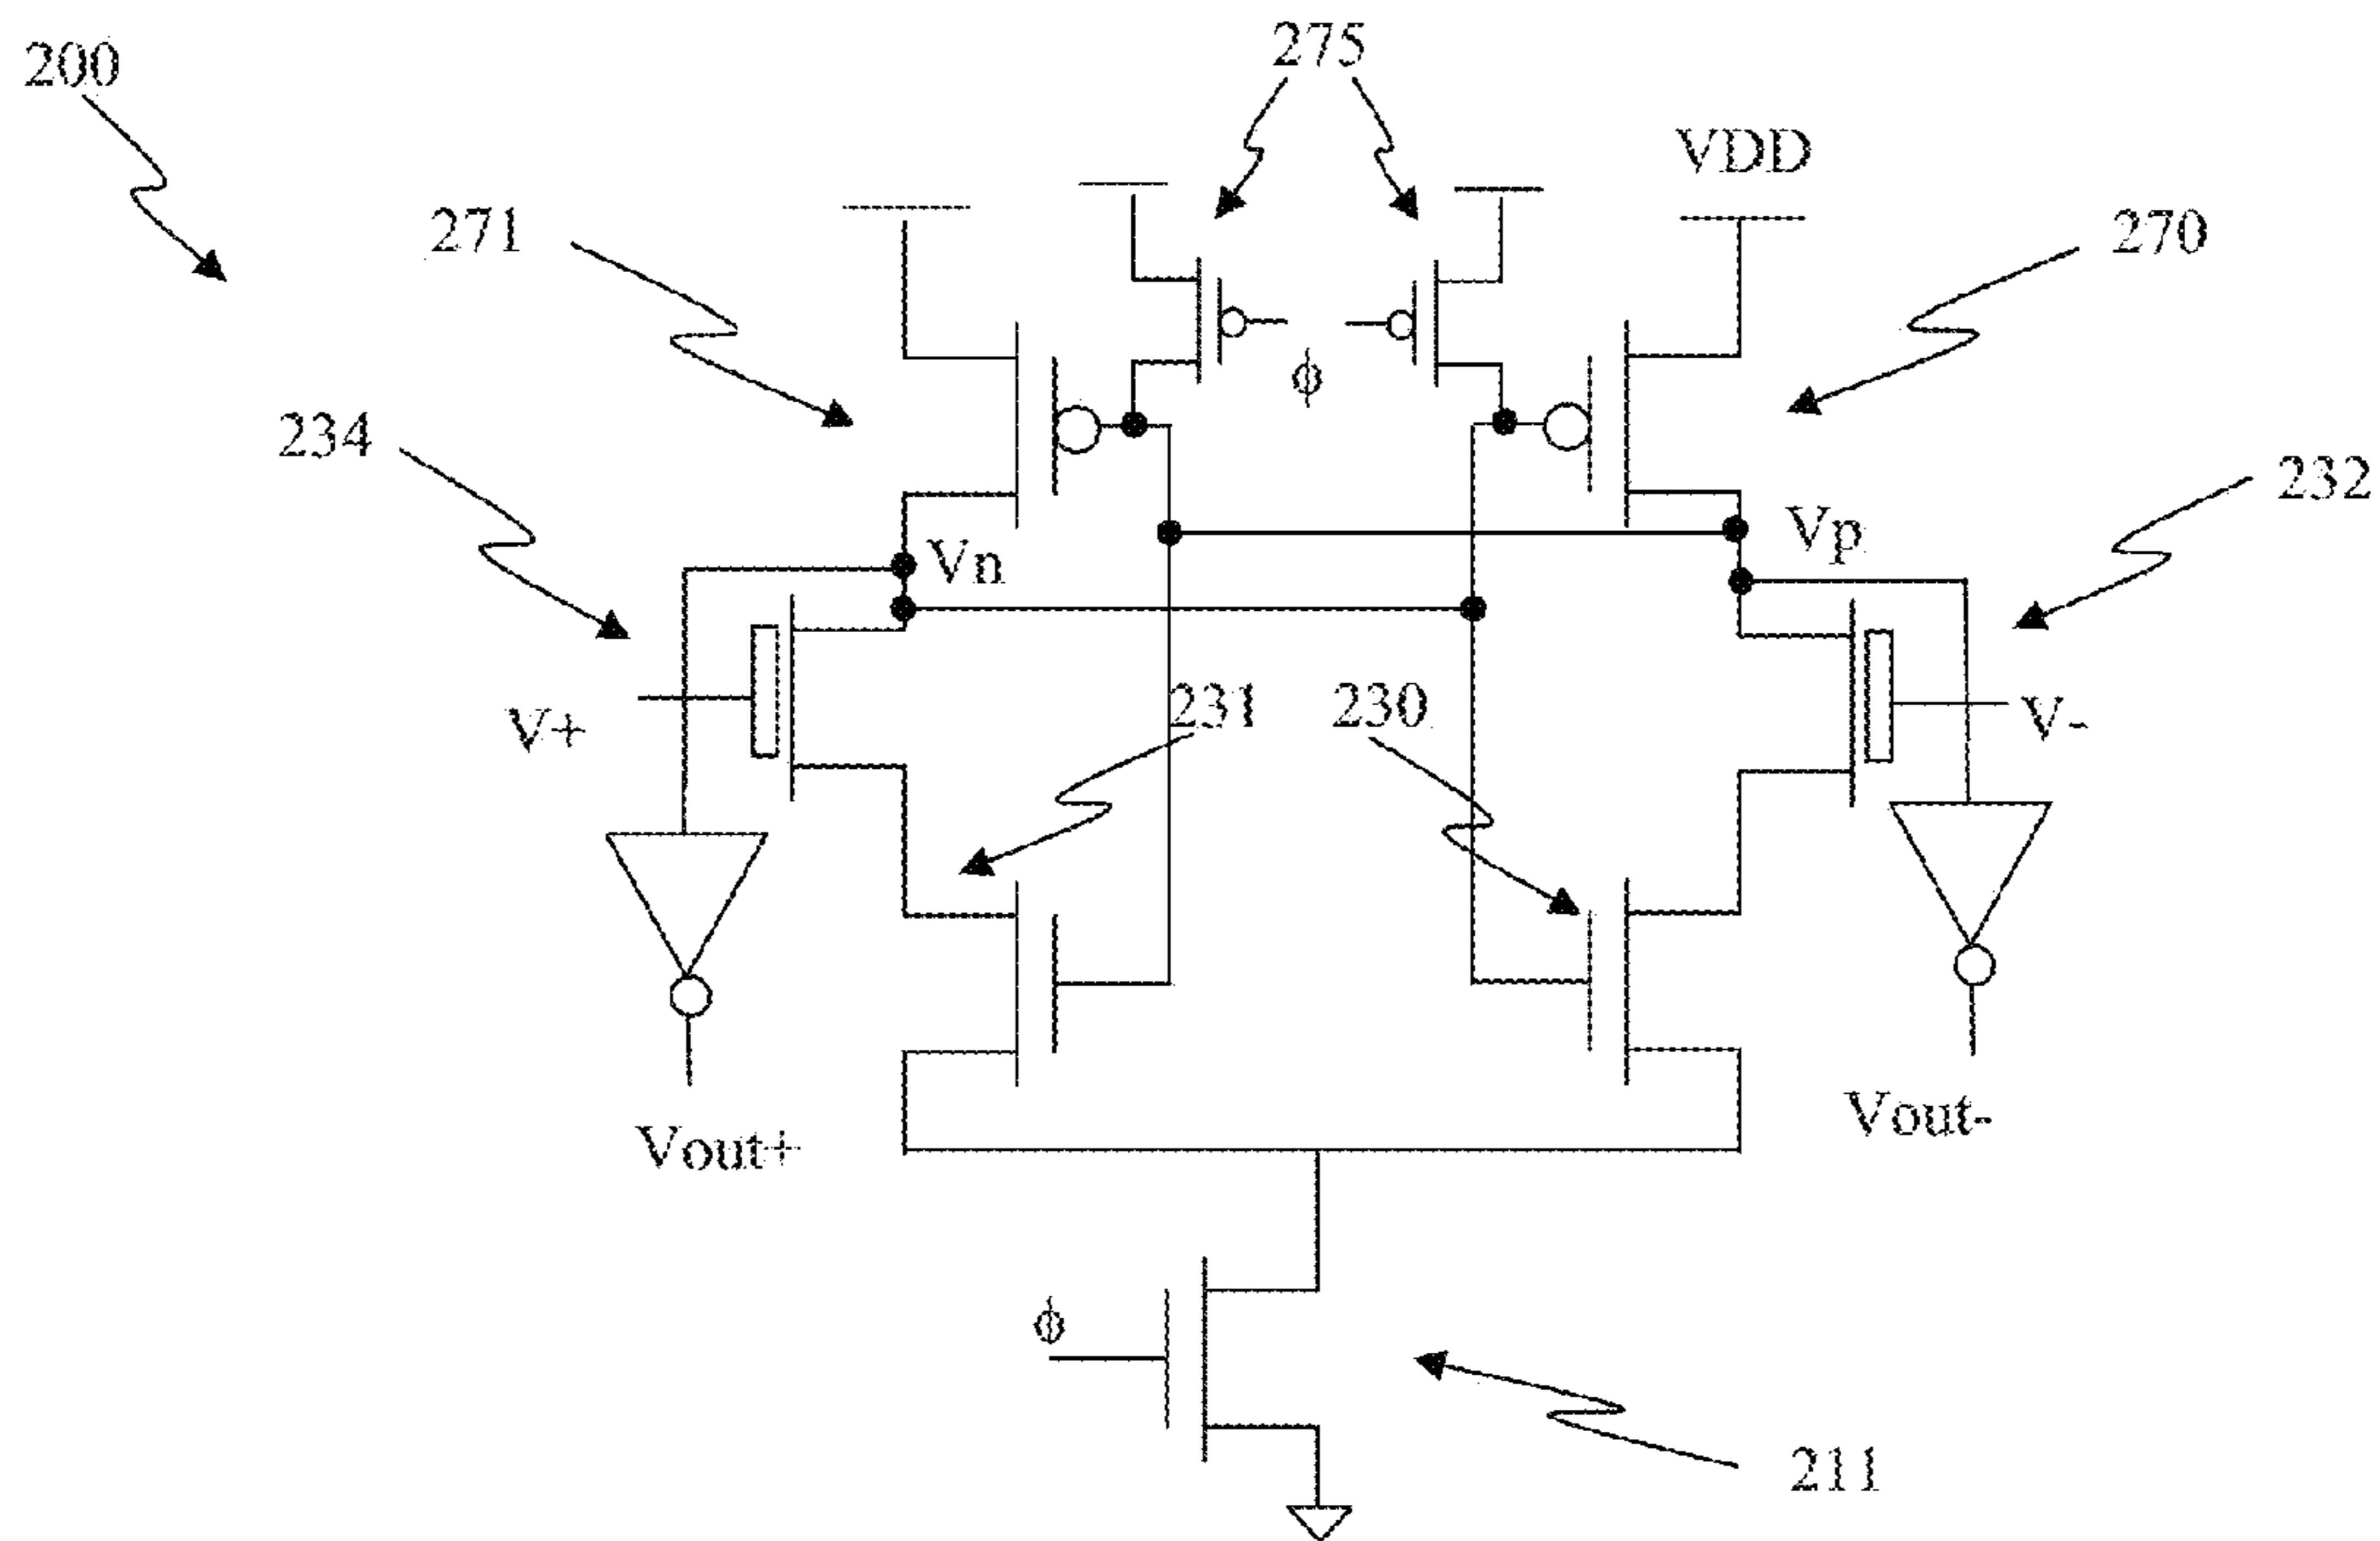 200
275
VDD
271
270
ϕ
234
232
Vn
Vp
V+
231
230
V-
Vout+
Vout-
ϕ
211